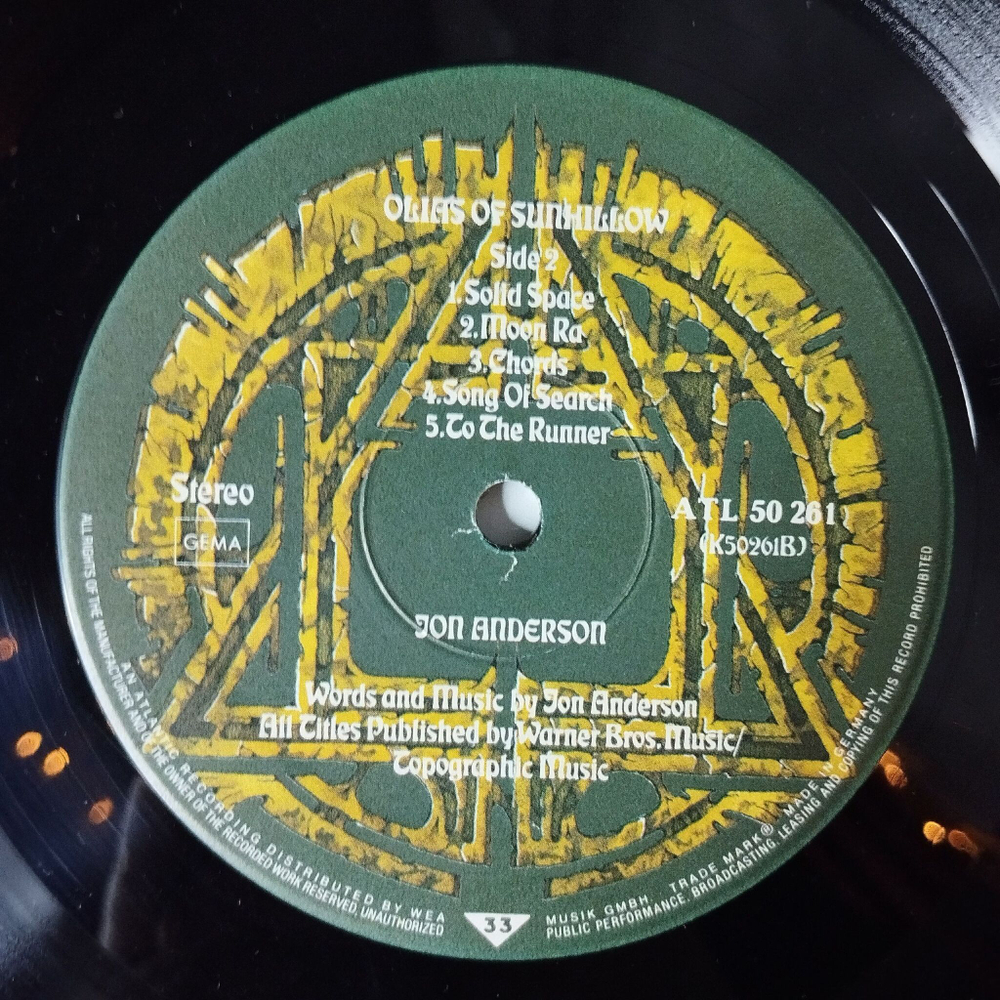 OLIAS OF SUNHILLOW
Side 2
1.Solid Space
2.Moon Ra
3.Chords
4.Song Of Search
5.To The Runner
Stereo
GEMA
ATL 50 261
(K50261B)
JON ANDERSON
Words and Music by Jon Anderson
All Titles Published by Warner Bros. Music/
Topographic Music
AN ATLANTIC RECORDING DISTRIBUTED BY WEA MUSIK GMBH. TRADE MARK® MADE IN GERMANY
ALL RIGHTS OF THE MANUFACTURER AND OF THE OWNER OF THE RECORDED WORK RESERVED. UNAUTHORIZED PUBLIC PERFORMANCE. BROADCASTING. LEASING AND COPYING OF THIS RECORD PROHIBITED
33